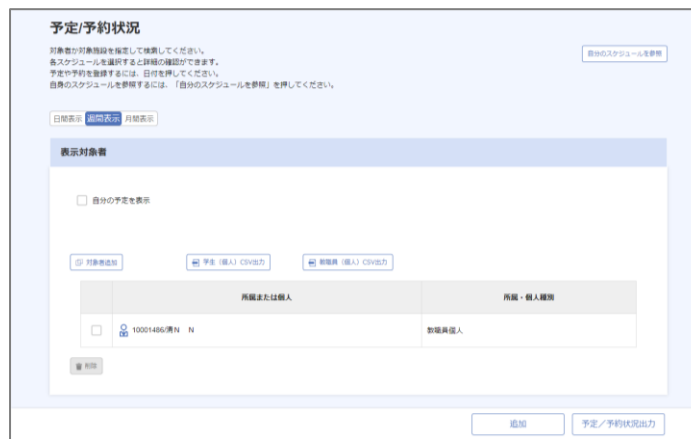 予定/予約状況
対象者か対象施設を指定して検索してください。
各スケジュールを選択すると詳細の確認ができます。
予定や予約を登録するには、日付を押してください。
自身のスケジュールを参照するには、「自分のスケジュールを参照」を押してください。
自分のスケジュールを参照
日間表示 週間表示 月間表示
表示対象者
自分の予定を表示
対象者追加 学生（個人）CSV出力 教職員（個人）CSV出力
所属または個人 所属・個人種別
10001486/清N N 教職員個人
削除
追加 予定／予約状況出力